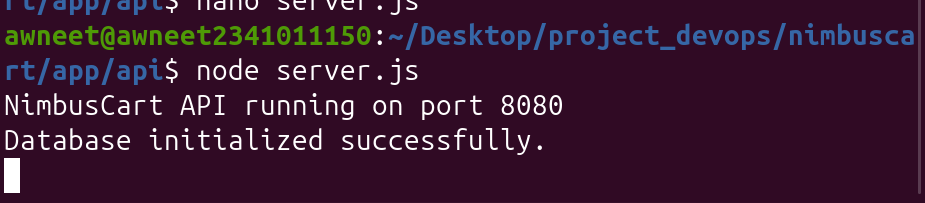 rt/app/api$ nano server.js
awneet@awneet2341011150:~/Desktop/project_devops/nimbusca
rt/app/api$ node server.js
NimbusCart API running on port 8080
Database initialized successfully.